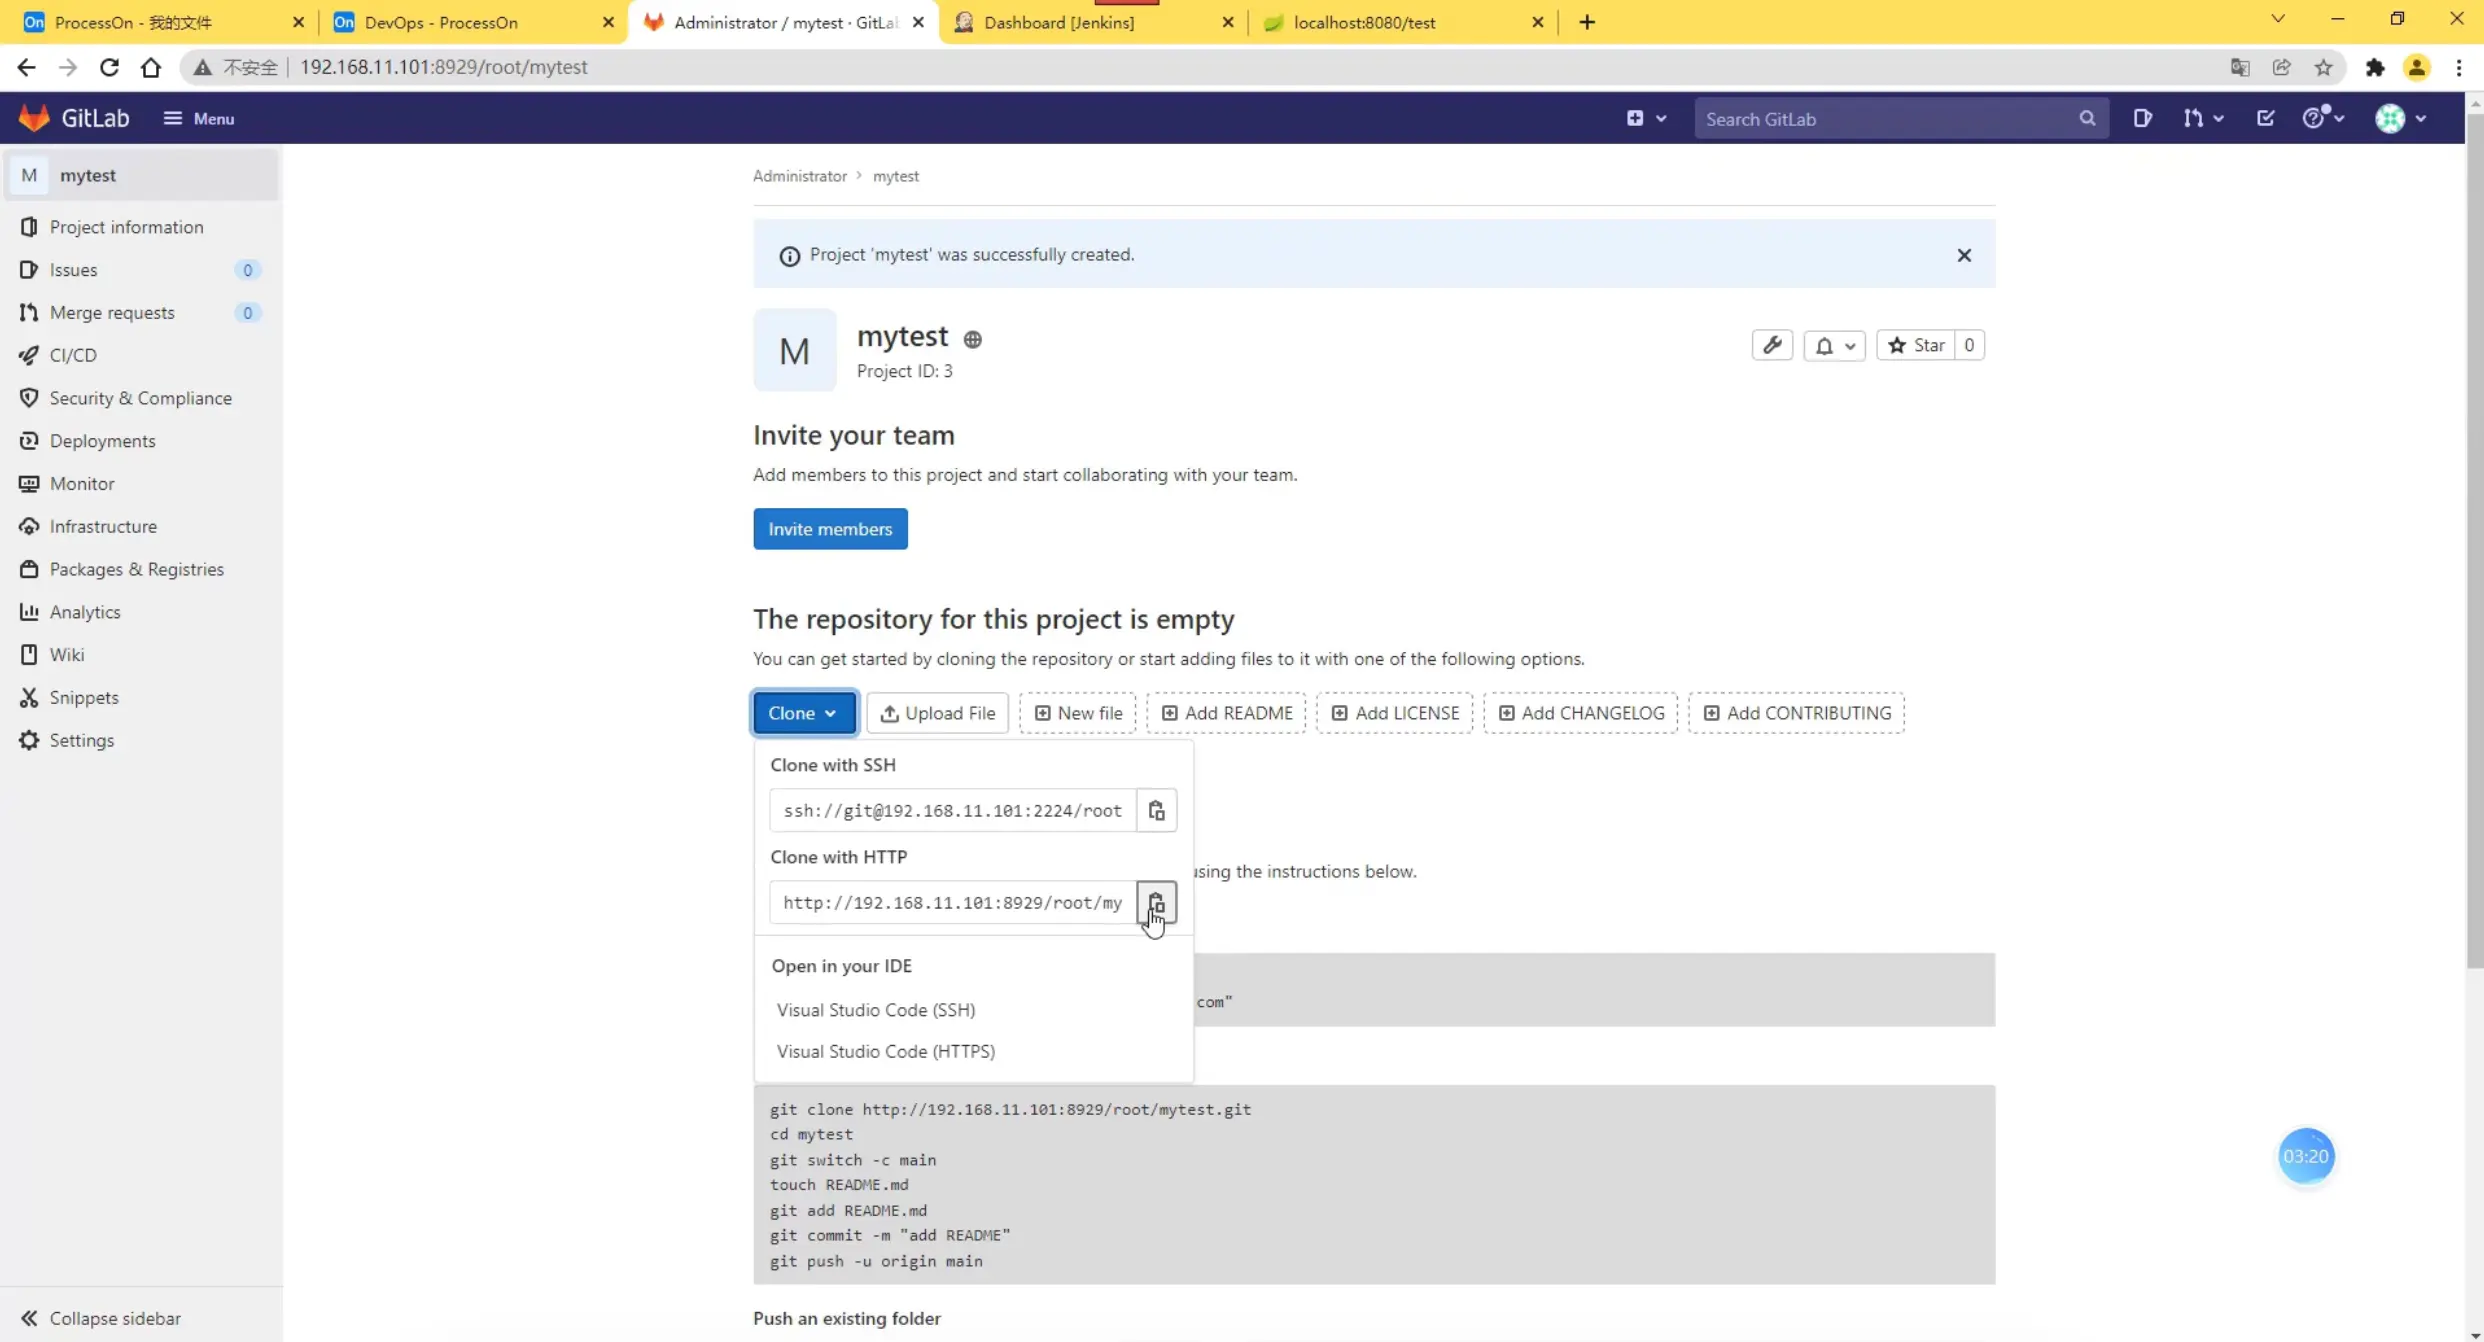 On ProcessOn - 我的文件
On DevOps - ProcessOn
Administrator / mytest · GitLa
Dashboard [Jenkins]
localhost:8080/test
不安全 192.168.11.101:8929/root/mytest
GitLab
Menu
Search GitLab
M mytest
Project information
Issues 0
Merge requests 0
CI/CD
Security & Compliance
Deployments
Monitor
Infrastructure
Packages & Registries
Analytics
Wiki
Snippets
Settings
Collapse sidebar
Administrator > mytest
Project 'mytest' was successfully created.
M
mytest
Project ID: 3
Star 0
Invite your team
Add members to this project and start collaborating with your team.
Invite members
The repository for this project is empty
You can get started by cloning the repository or start adding files to it with one of the following options.
Clone
Upload File
New file
Add README
Add LICENSE
Add CHANGELOG
Add CONTRIBUTING
Clone with SSH
ssh://git@192.168.11.101:2224/root
Clone with HTTP
using the instructions below.
http://192.168.11.101:8929/root/my
Open in your IDE
com"
Visual Studio Code (SSH)
Visual Studio Code (HTTPS)
git clone http://192.168.11.101:8929/root/mytest.git
cd mytest
git switch -c main
touch README.md
git add README.md
git commit -m "add README"
git push -u origin main
Push an existing folder
03:20